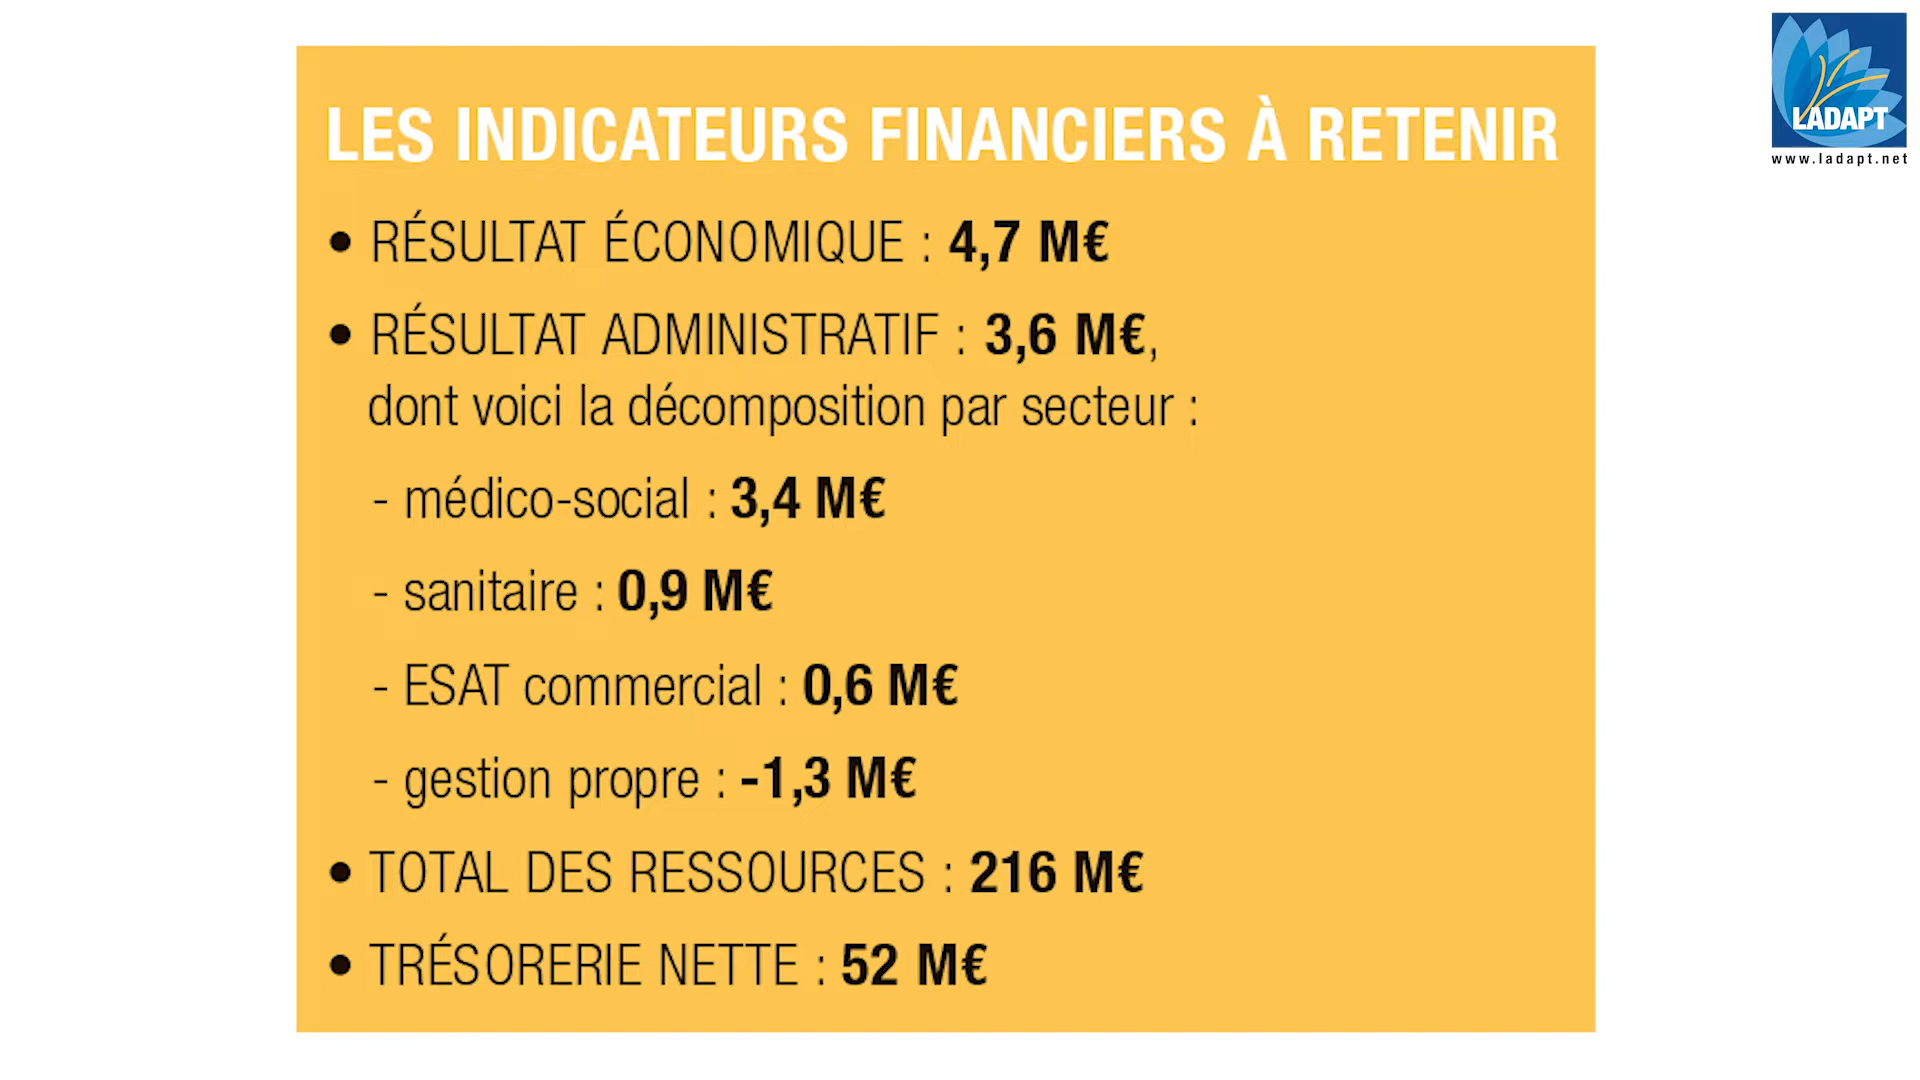 LES INDICATEURS FINANCIERS À RETENIR
• RÉSULTAT ÉCONOMIQUE : 4,7 M€
• RÉSULTAT ADMINISTRATIF : 3,6 M€,
dont voici la décomposition par secteur :
- médico-social : 3,4 M€
- sanitaire : 0,9 M€
- ESAT commercial : 0,6 M€
- gestion propre : -1,3 M€
• TOTAL DES RESSOURCES : 216 M€
• TRÉSORERIE NETTE : 52 M€
LADAPT
www.ladapt.net